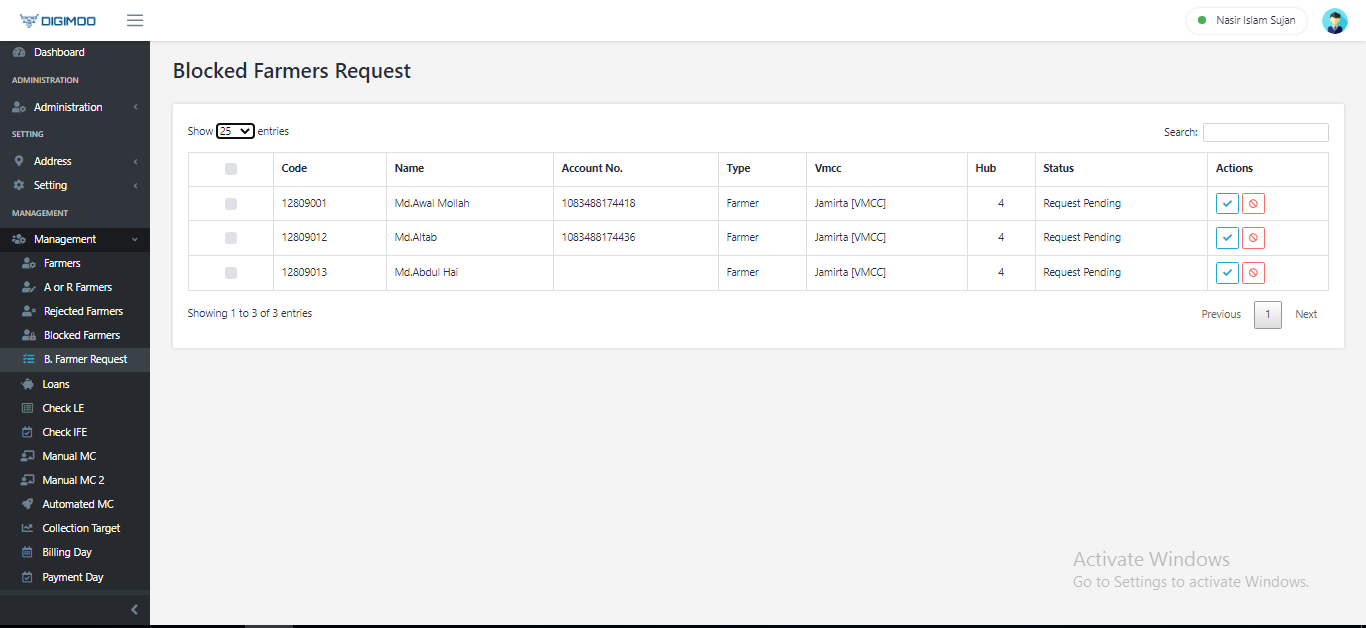 DIGIMOO
Nasir Islam Sujan
Dashboard
ADMINISTRATION
Administration
SETTING
Address
Setting
MANAGEMENT
Management
Farmers
A or R Farmers
Rejected Farmers
Blocked Farmers
B. Farmer Request
Loans
Check LE
Check IFE
Manual MC
Manual MC 2
Automated MC
Collection Target
Billing Day
Payment Day
Blocked Farmers Request
Show 25 entries
Search:
Code Name Account No. Type Vmcc Hub Status Actions
12809001 Md.Awal Mollah 1083488174418 Farmer Jamirta [VMCC] 4 Request Pending
12809012 Md.Altab 1083488174436 Farmer Jamirta [VMCC] 4 Request Pending
12809013 Md.Abdul Hai Farmer Jamirta [VMCC] 4 Request Pending
Showing 1 to 3 of 3 entries
Previous 1 Next
Activate Windows
Go to Settings to activate Windows.